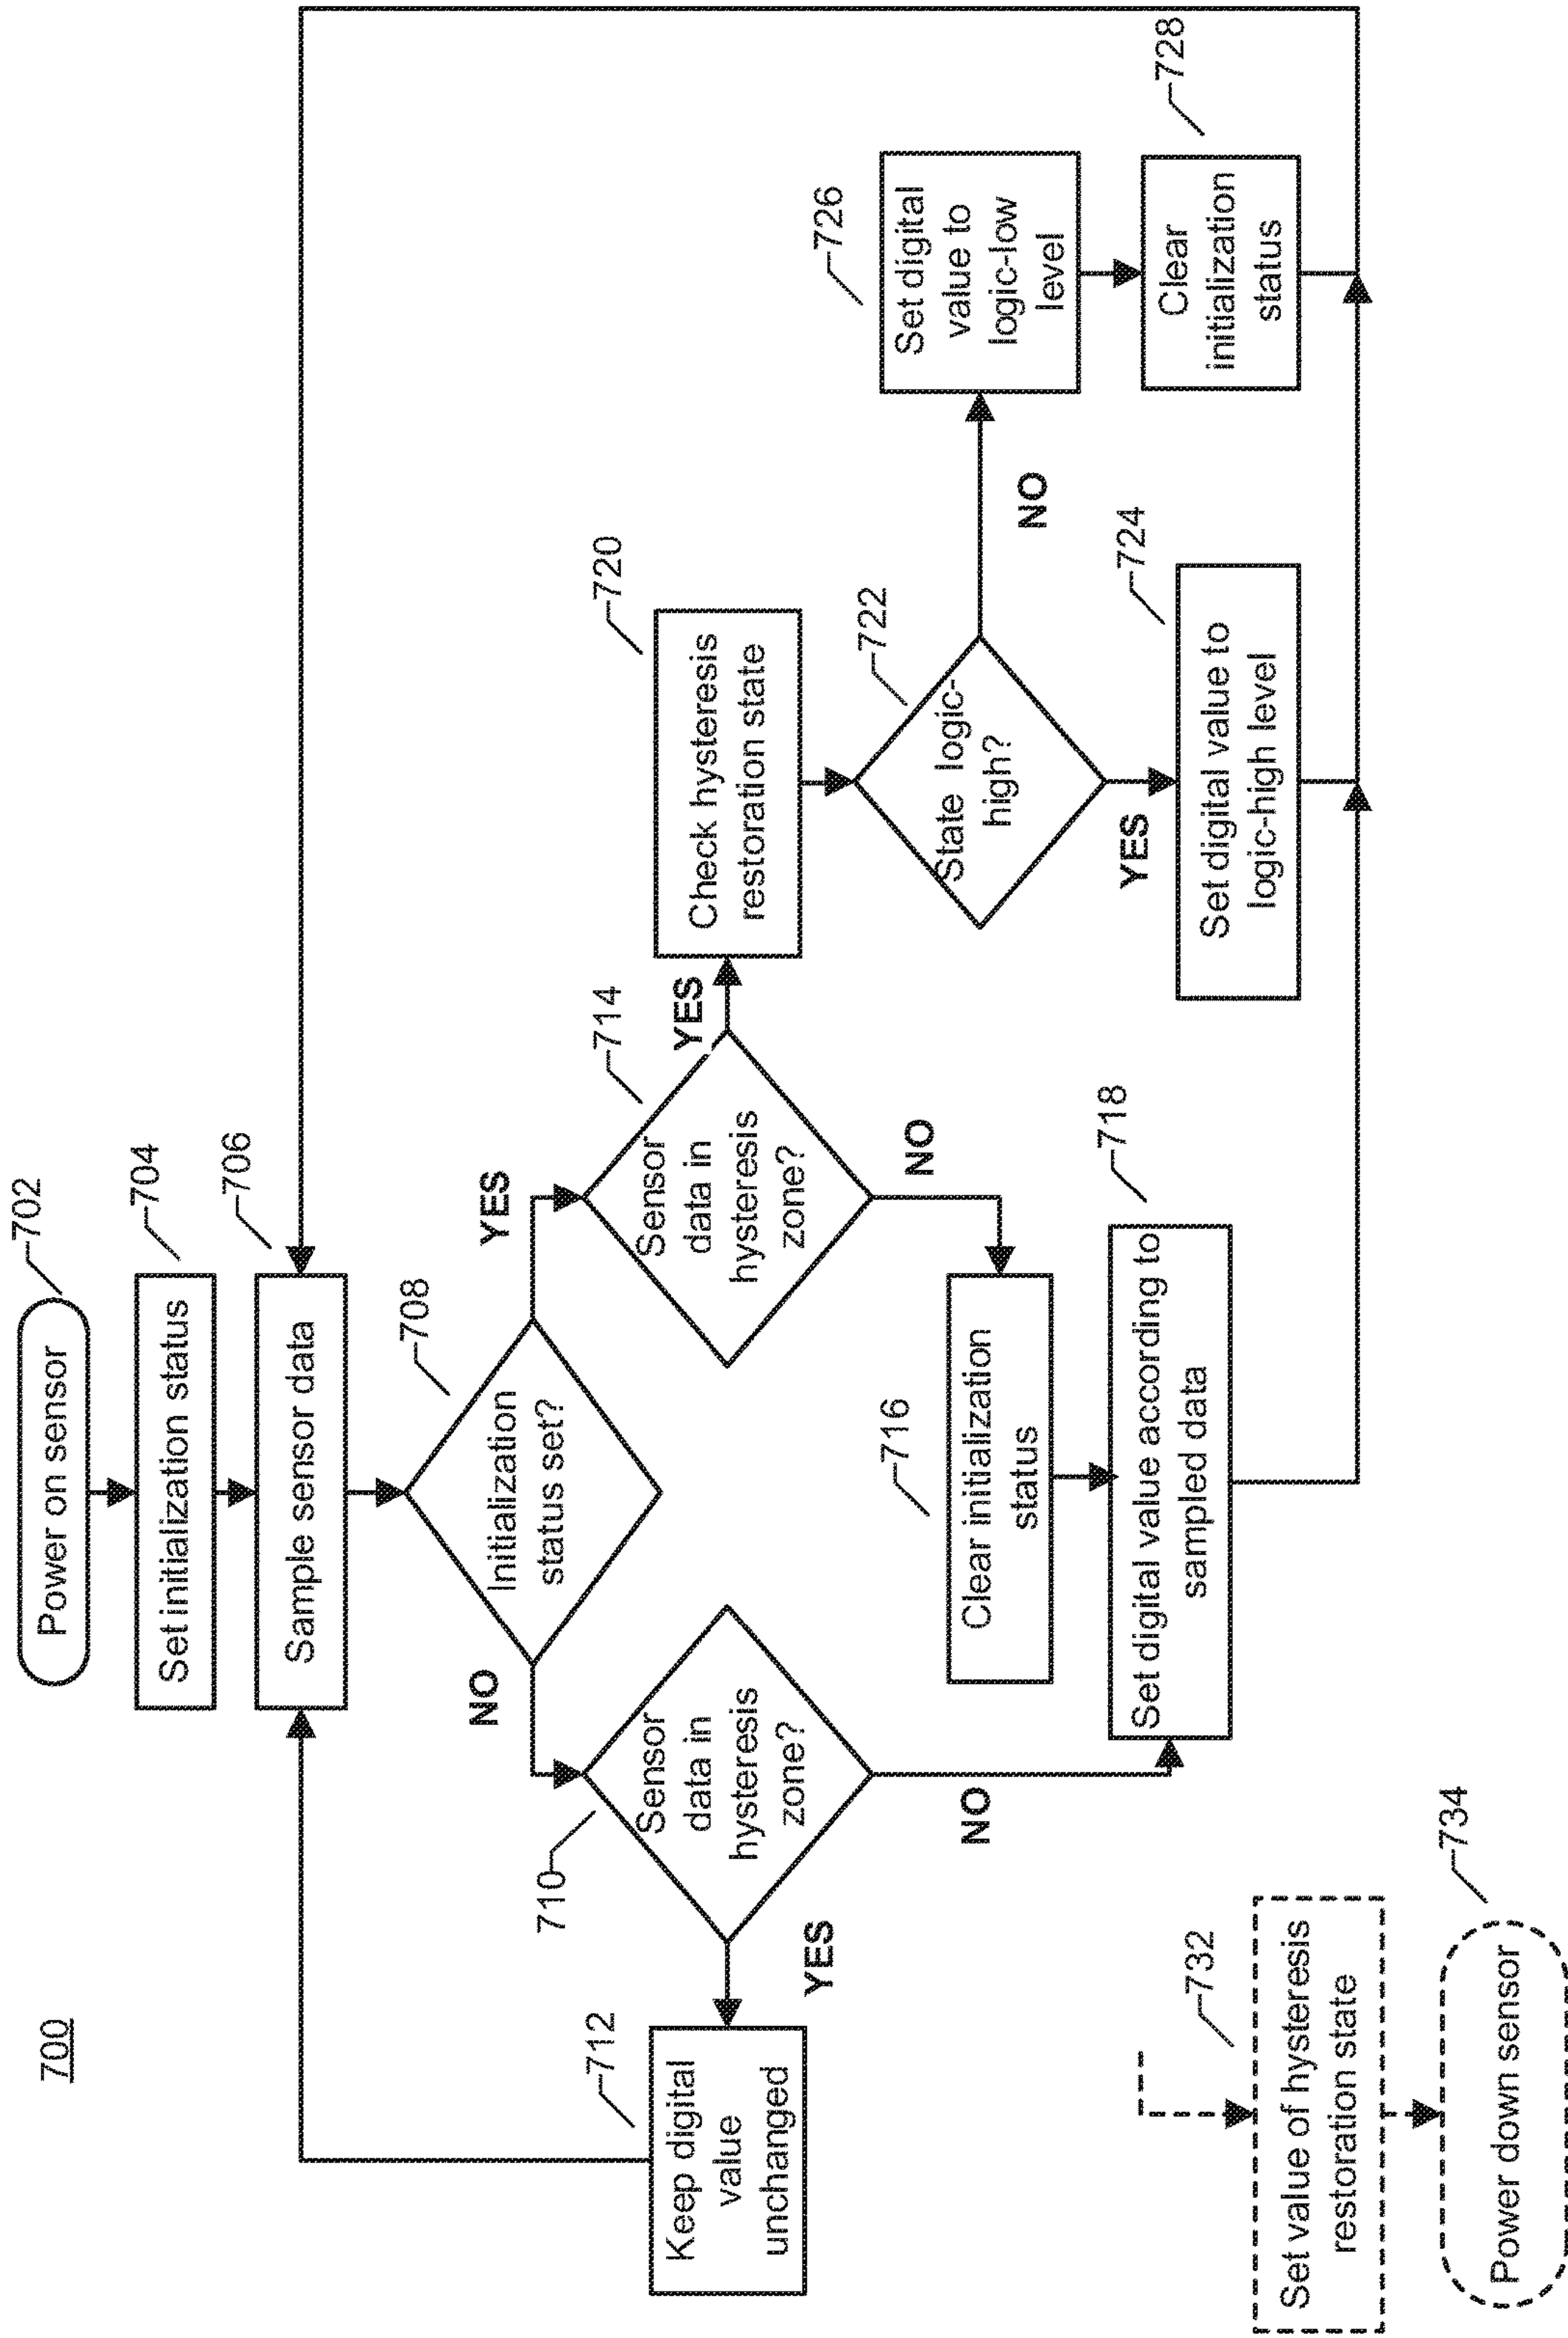 700
702
Power on sensor
704
Set initialization status
706
Sample sensor data
708
Initialization
status set?
NO
YES
710
Sensor
data in
hysteresis
zone?
YES
NO
712
Keep digital
value
unchanged
714
Sensor
data in
hysteresis
zone?
YES
NO
716
Clear initialization
status
718
Set digital value according to
sampled data
720
Check hysteresis
restoration state
722
State logic-
high?
YES
NO
724
Set digital value to
logic-high level
726
Set digital
value to
logic-low
level
728
Clear
initialization
status
732
Set value of hysteresis
restoration state
734
Power down sensor